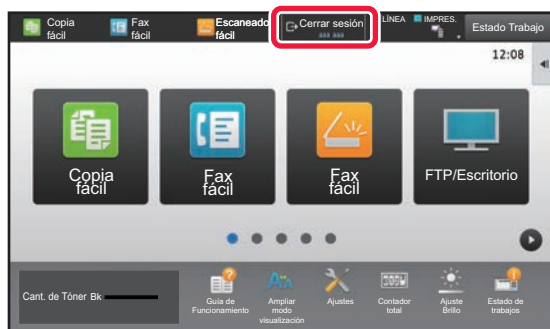 Copia
fácil
Fax
fácil
Escaneado
fácil
Cerrar sesión
aaa aaa
LÍNEA
IMPRES.
Estado Trabajo
12:08
Copia
fácil
Fax
fácil
Fax
fácil
FTP/Escritorio
Cant. de Tóner Bk
Guía de
Funcionamiento
Ampliar
modo
visualización
Ajustes
Contador
total
Ajuste
Brillo
Estado de
trabajos